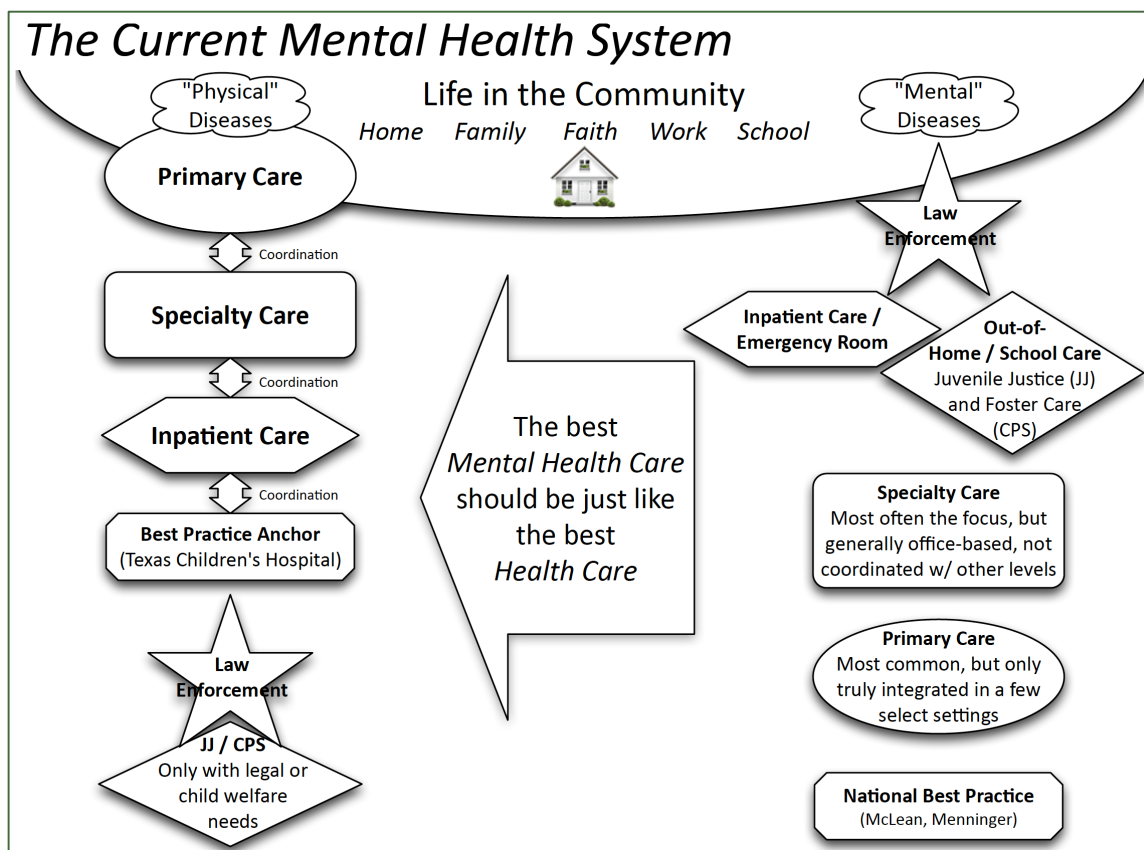 The Current Mental Health System
"Physical"
Diseases
Life in the Community
Home Family Faith Work School
"Mental"
Diseases
Primary Care
Coordination
Specialty Care
Coordination
Inpatient Care
Coordination
Best Practice Anchor
(Texas Children's Hospital)
Law
Enforcement
JJ / CPS
Only with legal or
child welfare
needs
The best
Mental Health Care
should be just like
the best
Health Care
Law
Enforcement
Inpatient Care /
Emergency Room
Out-of-
Home / School Care
Juvenile Justice (JJ)
and Foster Care
(CPS)
Specialty Care
Most often the focus, but
generally office-based, not
coordinated w/ other levels
Primary Care
Most common, but only
truly integrated in a few
select settings
National Best Practice
(McLean, Menninger)